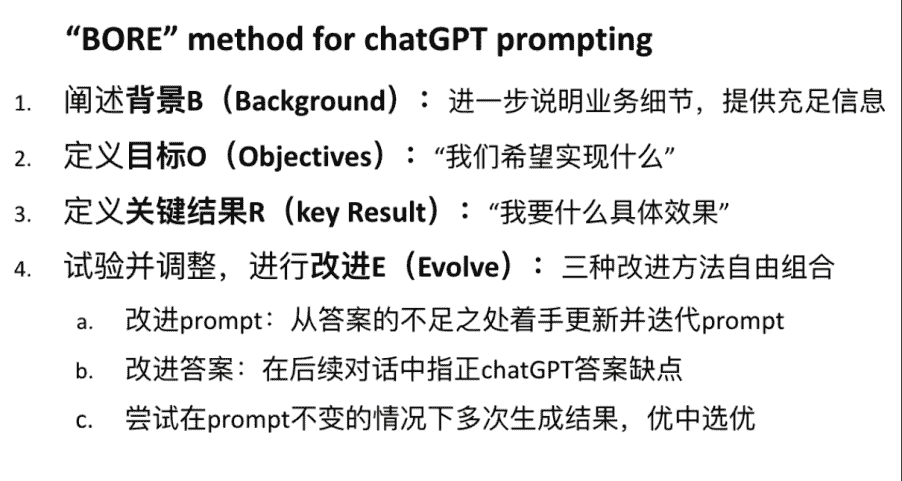 “BORE” method for chatGPT prompting
1. 阐述背景B（Background）： 进一步说明业务细节，提供充足信息
2. 定义目标O（Objectives）： “我们希望实现什么”
3. 定义关键结果R（key Result）： “我要什么具体效果”
4. 试验并调整，进行改进E（Evolve）： 三种改进方法自由组合
a. 改进prompt：从答案的不足之处着手更新并迭代prompt
b. 改进答案：在后续对话中指正chatGPT答案缺点
c. 尝试在prompt不变的情况下多次生成结果，优中选优